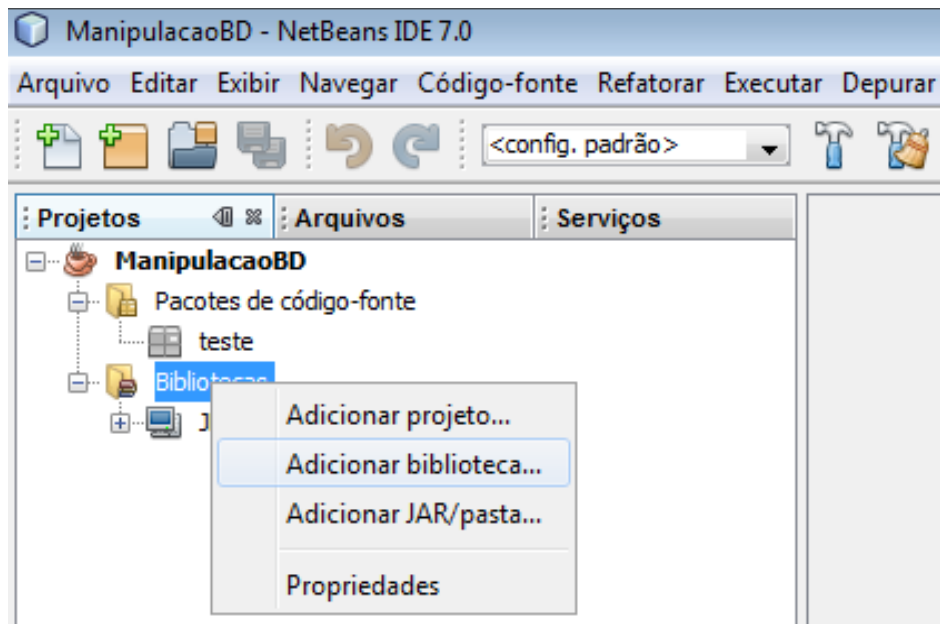 ManipulacaoBD - NetBeans IDE 7.0
Arquivo Editar Exibir Navegar Código-fonte Refatorar Executar Depurar
<config. padrão>
Projetos Arquivos Serviços
ManipulacaoBD
Pacotes de código-fonte
teste
Bibliotecas
J
Adicionar projeto...
Adicionar biblioteca...
Adicionar JAR/pasta...
Propriedades